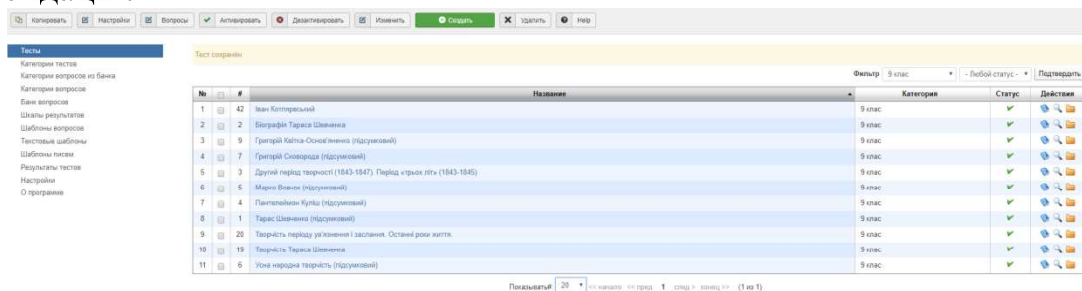 Копировать Настройки Вопросы Активировать Деактивировать Изменить Создать Удалить Help
Тесты
Категории тестов
Категории вопросов из банка
Категории вопросов
Банк вопросов
Шкалы результатов
Шаблоны вопросов
Текстовые шаблоны
Шаблоны писем
Результаты тестов
Настройки
О программе
Тест сохранён
Фильтр 9 клас - Любой статус - Подтвердить
№ # Название Категория Статус Действия
1 42 Іван Котляревський 9 клас
2 2 Біографія Тараса Шевченка 9 клас
3 9 Григорій Квітка-Основ'яненко (підсумковий) 9 клас
4 7 Григорій Сковорода (підсумковий) 9 клас
5 3 Другий період творчості (1843-1847). Період «трьох літ» (1843-1845) 9 клас
6 5 Марко Вовчок (підсумковий) 9 клас
7 4 Пантелеймон Куліш (підсумковий) 9 клас
8 1 Тарас Шевченко (підсумковий) 9 клас
9 20 Творчість періоду ув'язнення і заслання. Останні роки життя. 9 клас
10 19 Творчість Тараса Шевченка 9 клас
11 6 Усна народна творчість (підсумковий) 9 клас
Показывать# 20 << начало << пред. 1 след > конец >> (1 из 1)